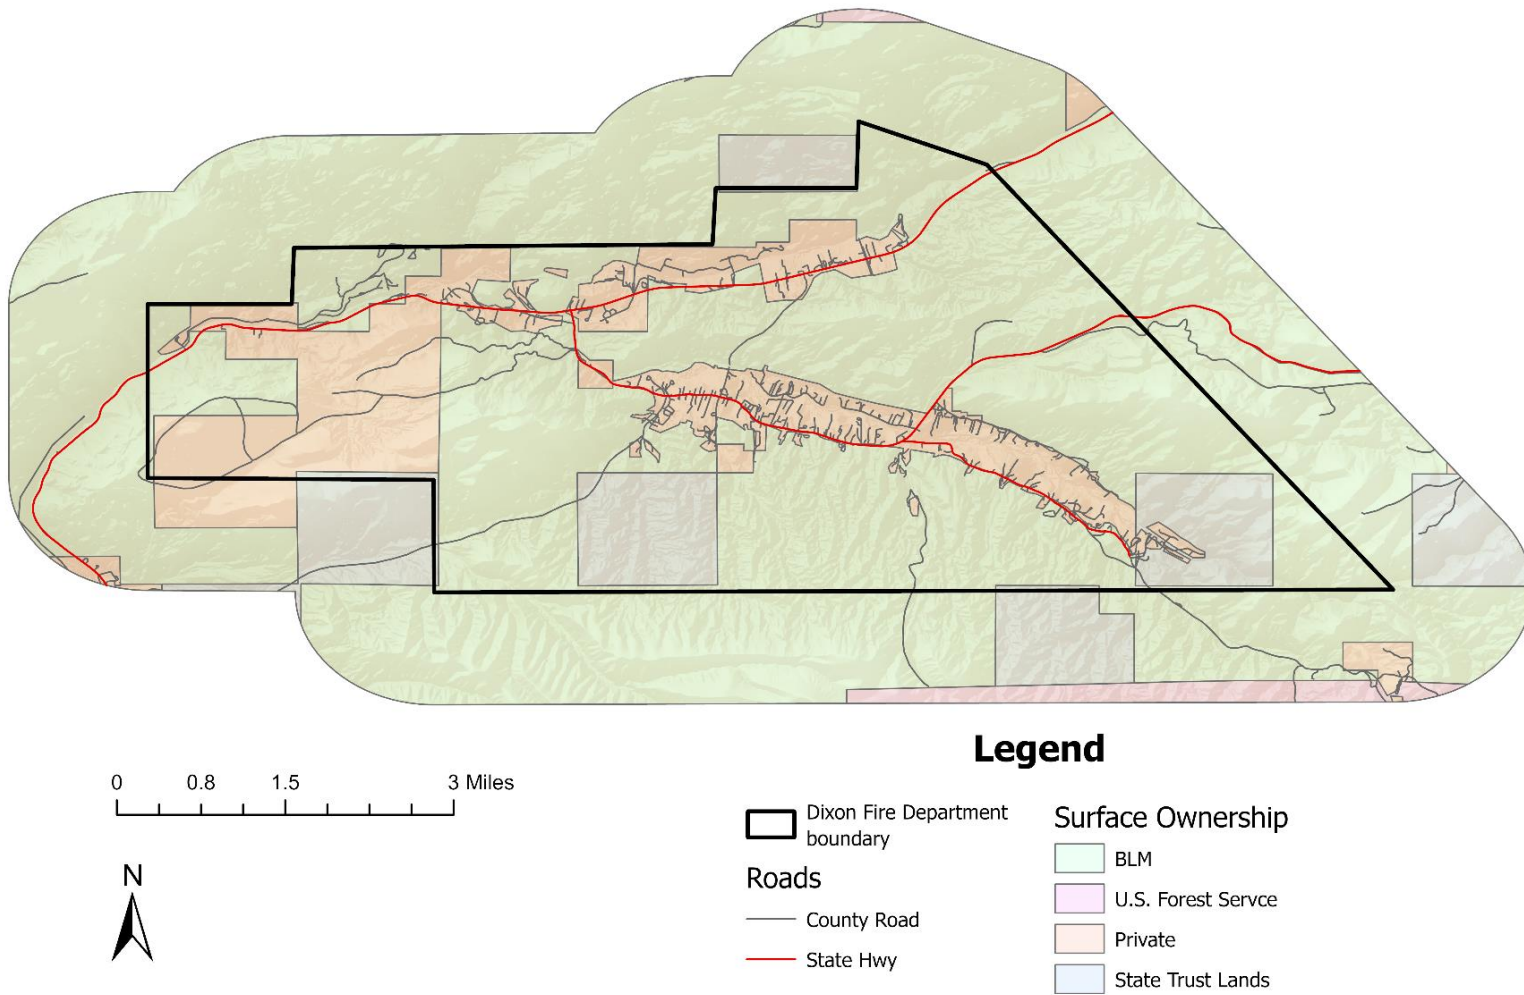 0 0.8 1.5 3 Miles
N
Legend
Dixon Fire Department
boundary
Roads
County Road
State Hwy
Surface Ownership
BLM
U.S. Forest Servce
Private
State Trust Lands